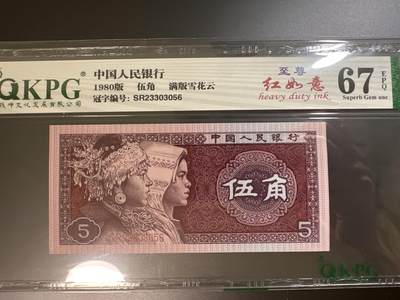 QKPG
中国人民银行
1980版 伍角 满版雪花云
冠字编号: SR23303056
至尊
红如意
heavy duty ink
67
EPQ
Superb Gem unc
中国人民银行
伍角
5
5
QKPG